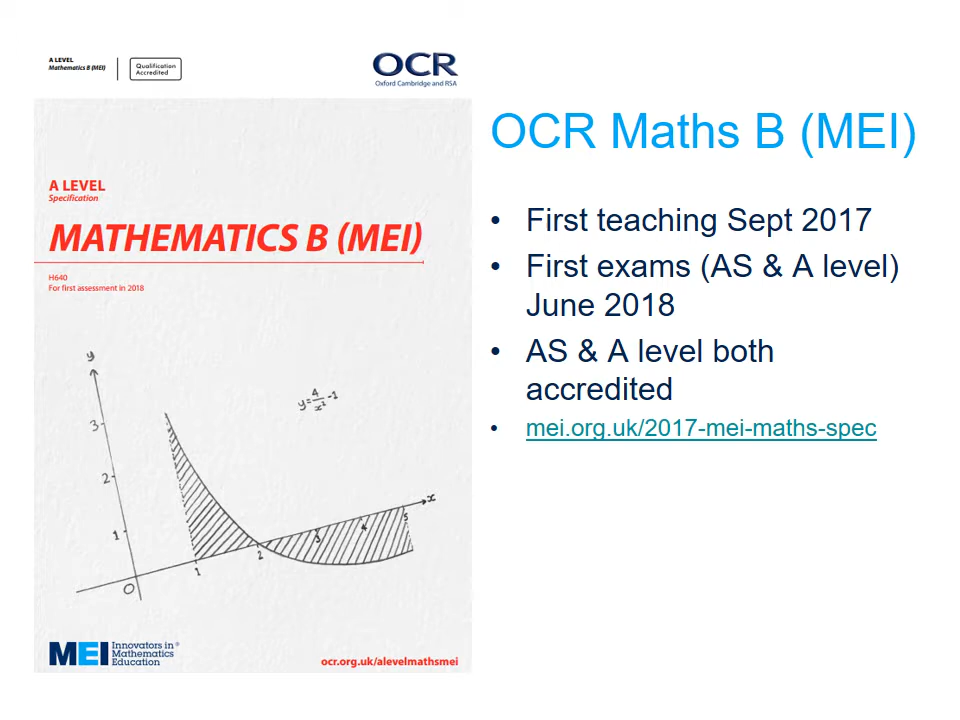 A LEVEL
Mathematics B (MEI)
Qualification
Accredited
OCR
Oxford Cambridge and RSA
A LEVEL
Specification
MATHEMATICS B (MEI)
H640
For first assessment in 2018
y
3
2
1
O
1
2
3
4
5
x
y=4/x²-1
MEI
Innovators in
Mathematics
Education
ocr.org.uk/alevelmathsmei
OCR Maths B (MEI)
• First teaching Sept 2017
• First exams (AS & A level)
June 2018
• AS & A level both
accredited
• mei.org.uk/2017-mei-maths-spec